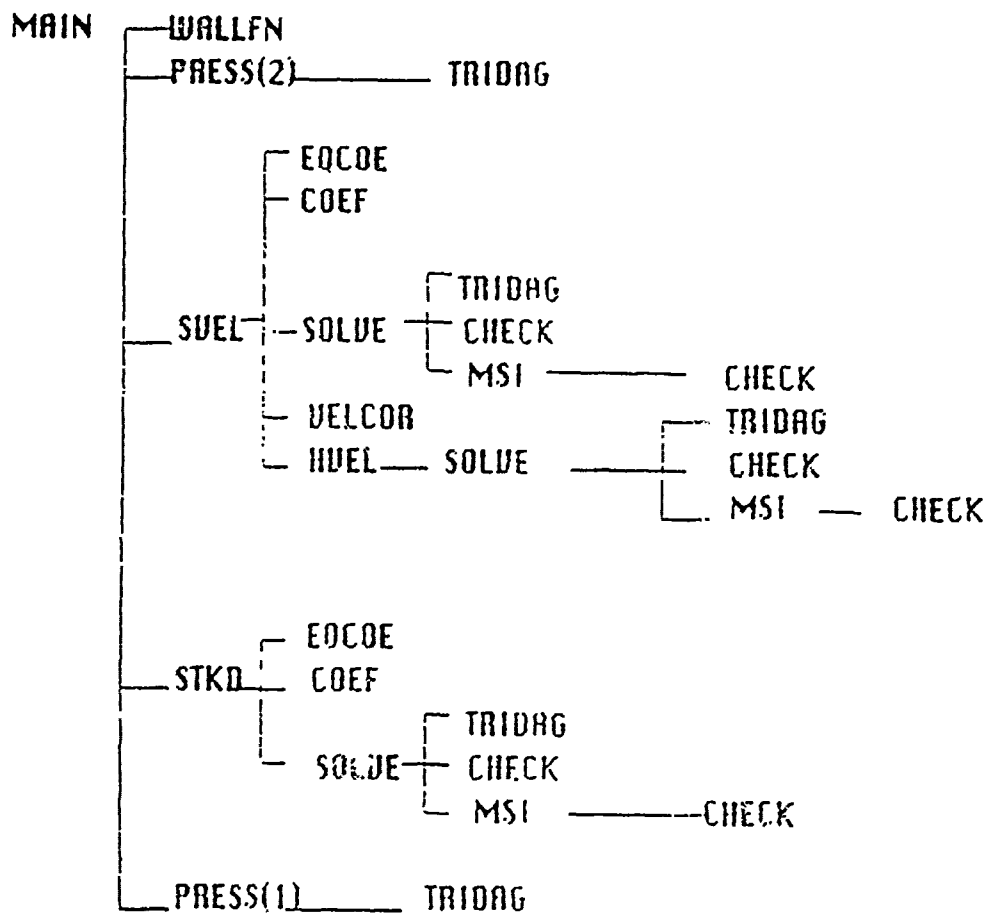 MAIN WALLFN
PRESS(2) TRIDAG
EQCOE
COEF
TRIDAG
SVEL SOLVE CHECK
MSI CHECK
VELCOR TRIDAG
HVEL SOLVE CHECK
MSI CHECK
EQCOE
STKD COEF
TRIDAG
SOLVE CHECK
MSI CHECK
PRESS(1) TRIDAG